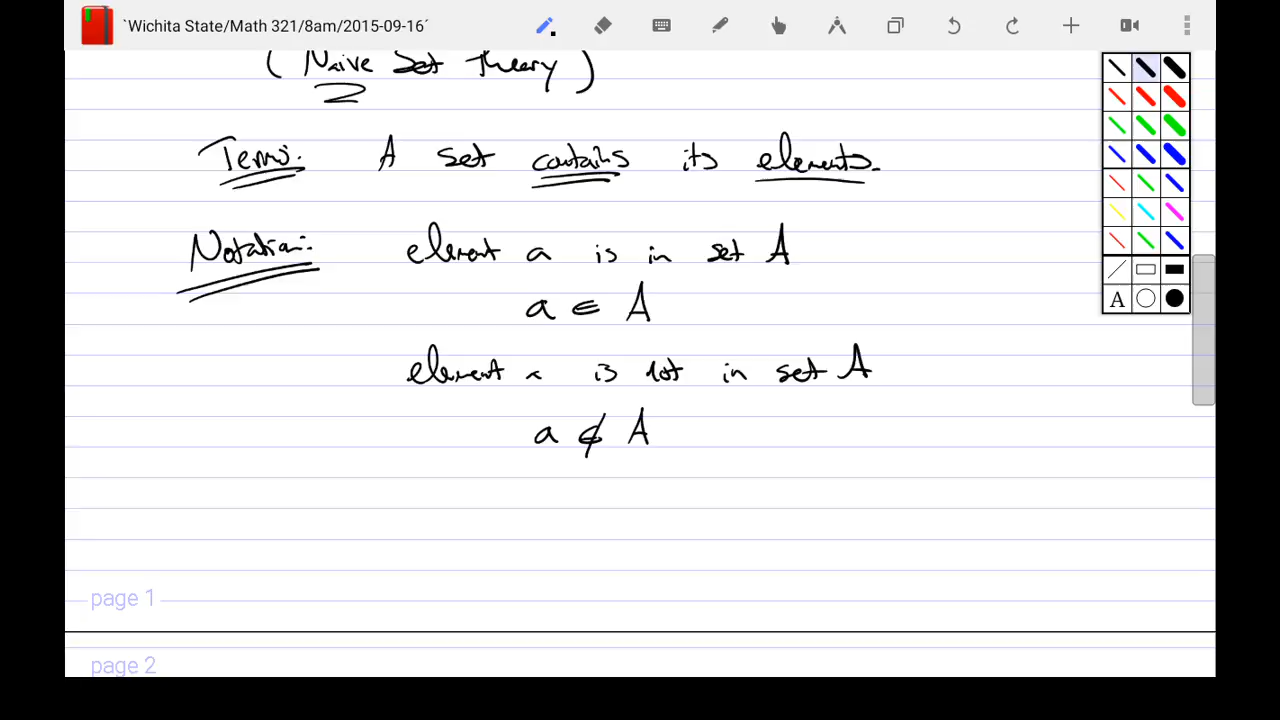 `Wichita State/Math 321/8am/2015-09-16´
(Naive Set Theory)
Terms: A set contains its elements.
Notation: element a is in set A
a ∈ A
element a is not in set A
a ∉ A
page 1
page 2
A